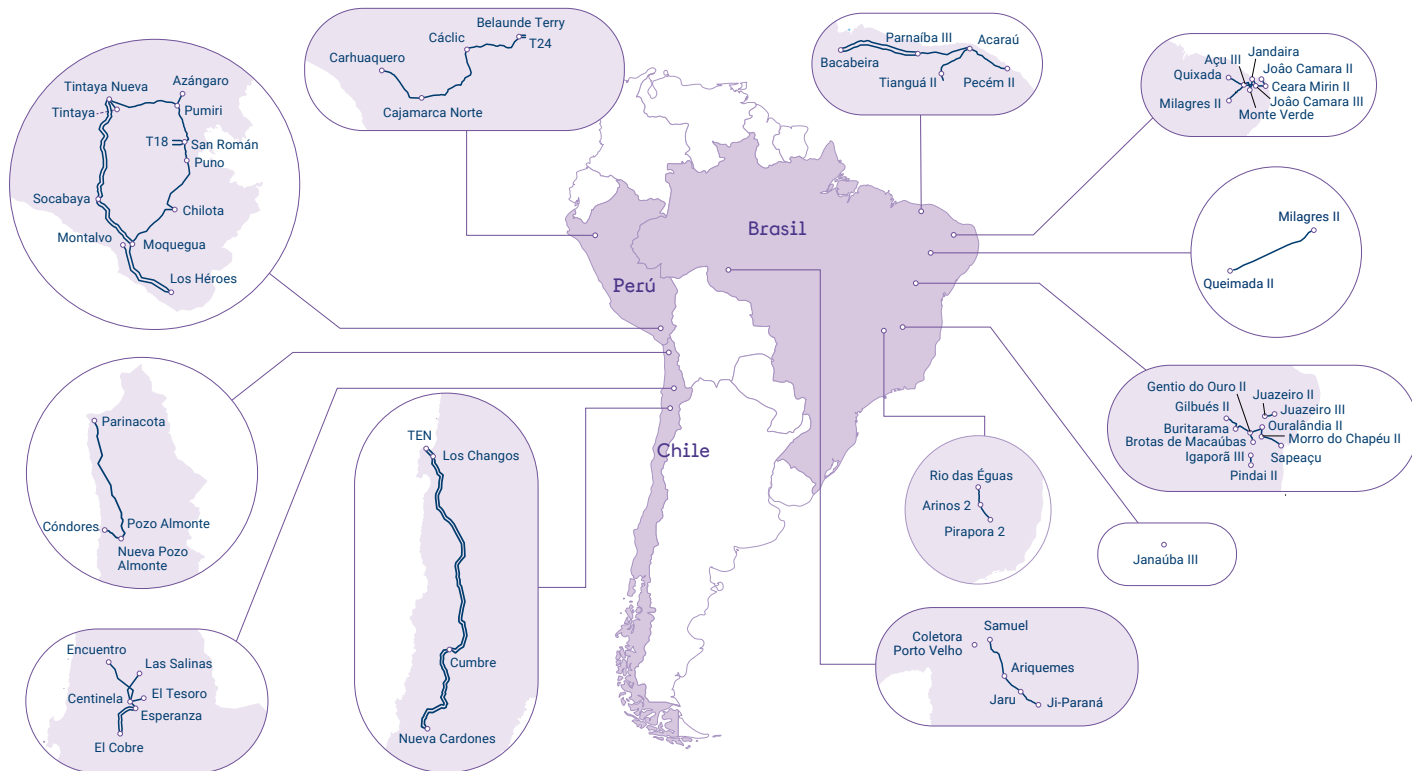 Belaunde Terry
Cáclic
T24
Carhuaquero
Cajamarca Norte
Parnaíba III
Acaraú
Bacabeira
Tianguá II
Pecém II
Jandaira
Açu III
João Camara II
Quixada
Ceara Mirin II
Milagres II
João Camara III
Monte Verde
Azángaro
Tintaya Nueva
Tintaya
Pumiri
T18
San Román
Puno
Socabaya
Chilota
Montalvo
Moquegua
Los Héroes
Milagres II
Queimada II
Brasil
Perú
Chile
Parinacota
Cóndores
Pozo Almonte
Nueva Pozo
Almonte
TEN
Los Changos
Cumbre
Nueva Cardones
Gentio do Ouro II
Juazeiro II
Gilbués II
Juazeiro III
Buritarama
Ouralândia II
Brotas de Macaúbas
Morro do Chapéu II
Igaporã III
Sapeaçu
Pindai II
Rio das Éguas
Arinos 2
Pirapora 2
Janaúba III
Encuentro
Las Salinas
Centinela
El Tesoro
Esperanza
El Cobre
Samuel
Coletora
Porto Velho
Ariquemes
Jaru
Ji-Paraná